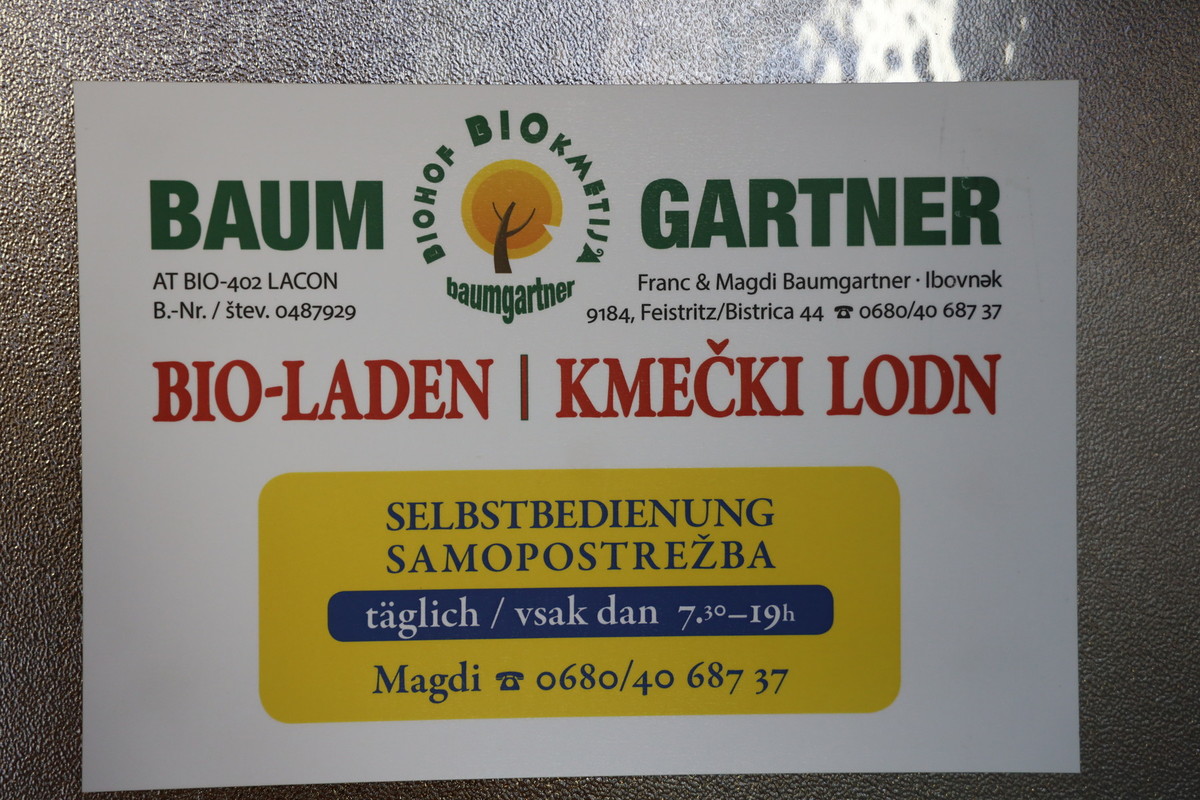 BIOHOF BIOKMETIJA
BAUM GARTNER
baumgartner
AT BIO-402 LACON
B.-Nr. / štev. 0487929
Franc & Magdi Baumgartner · Ibovnək
9184, Feistritz/Bistrica 44 ☎ 0680/40 687 37
BIO-LADEN | KMEČKI LODN
SELBSTBEDIENUNG
SAMOPOSTREŽBA
täglich / vsak dan 7.30–19h
Magdi ☎ 0680/40 687 37